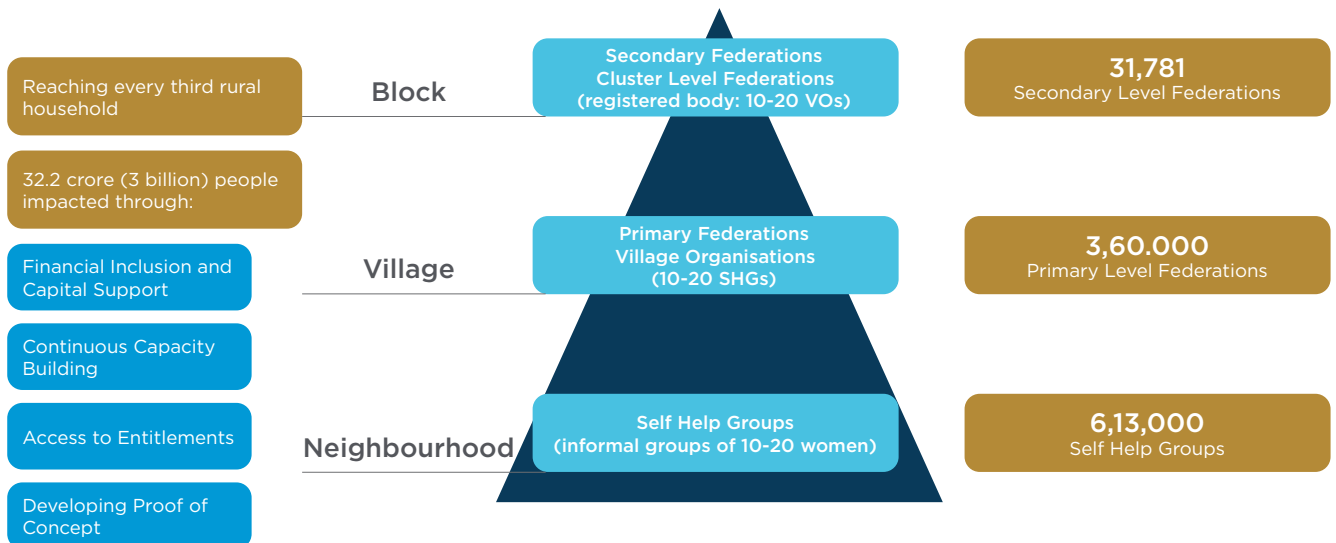 Reaching every third rural
household
32.2 crore (3 billion) people
impacted through:
Financial Inclusion and
Capital Support
Continuous Capacity
Building
Access to Entitlements
Developing Proof of
Concept
Block
Secondary Federations
Cluster Level Federations
(registered body: 10-20 VOs)
31,781
Secondary Level Federations
Village
Primary Federations
Village Organisations
(10-20 SHGs)
3,60.000
Primary Level Federations
Neighbourhood
Self Help Groups
(informal groups of 10-20 women)
6,13,000
Self Help Groups